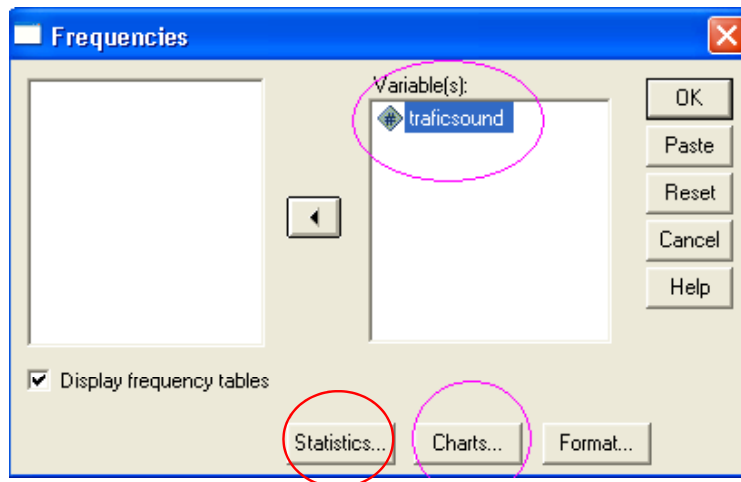 Frequencies
Variable(s):
traficsound
OK
Paste
Reset
Cancel
Help
Display frequency tables
Statistics...
Charts...
Format...